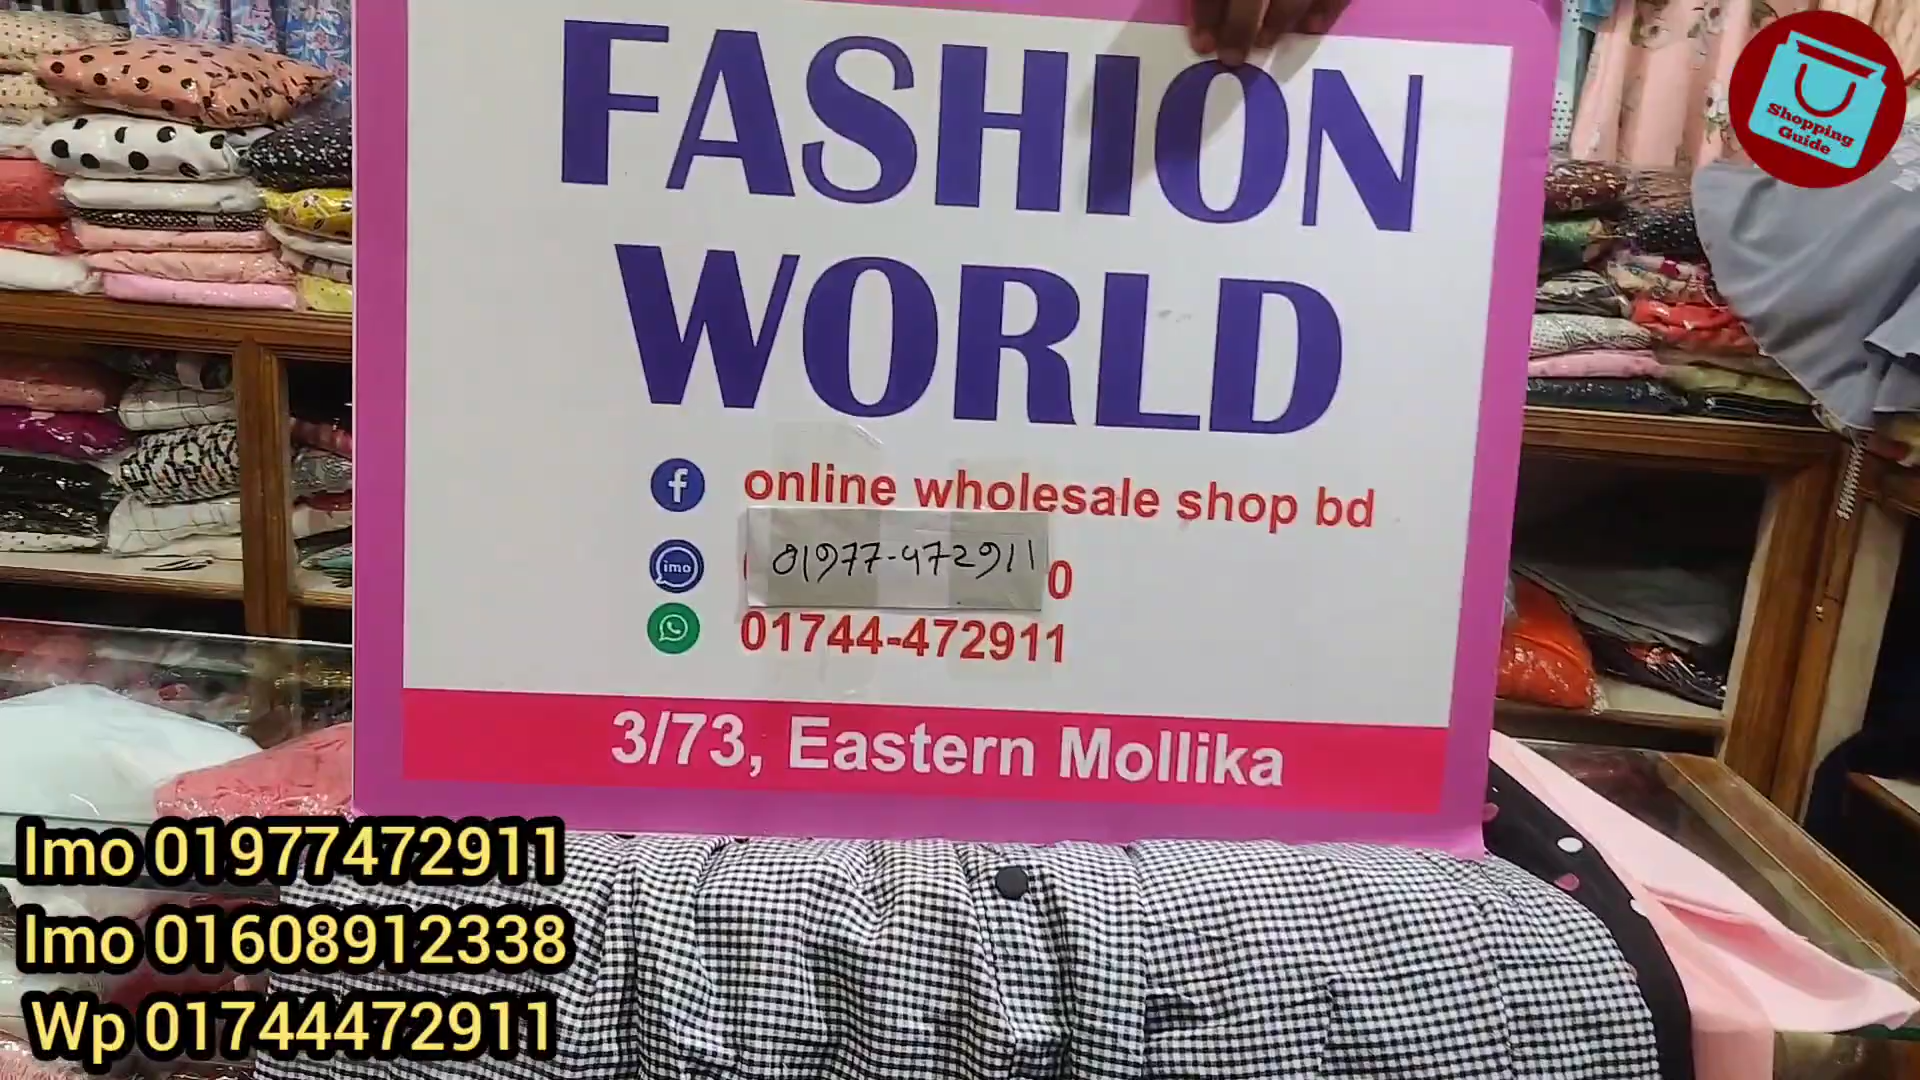 FASHION
WORLD
online wholesale shop bd
imo
01977-472911
0
01744-472911
3/73, Eastern Mollika
Shopping
Guide
Imo 01977472911
Imo 01608912338
Wp 01744472911